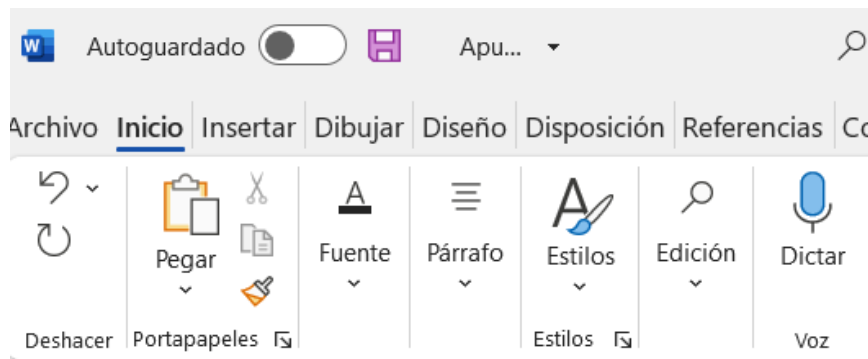 W Autoguardado Apu...
Archivo Inicio Insertar Dibujar Diseño Disposición Referencias Co
Pegar Fuente Párrafo Estilos Edición Dictar
Deshacer Portapapeles Estilos Voz